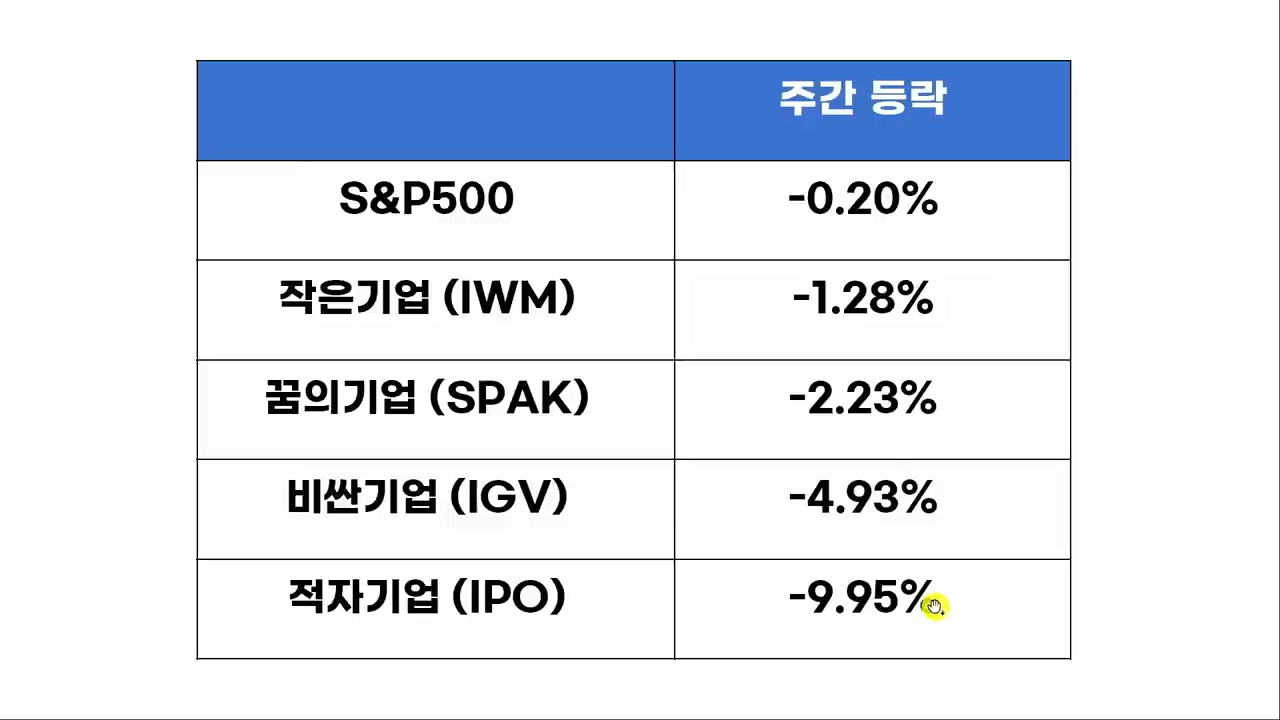 주간 등락
S&P500 -0.20%
작은기업 (IWM) -1.28%
꿈의기업 (SPAK) -2.23%
비싼기업 (IGV) -4.93%
적자기업 (IPO) -9.95%